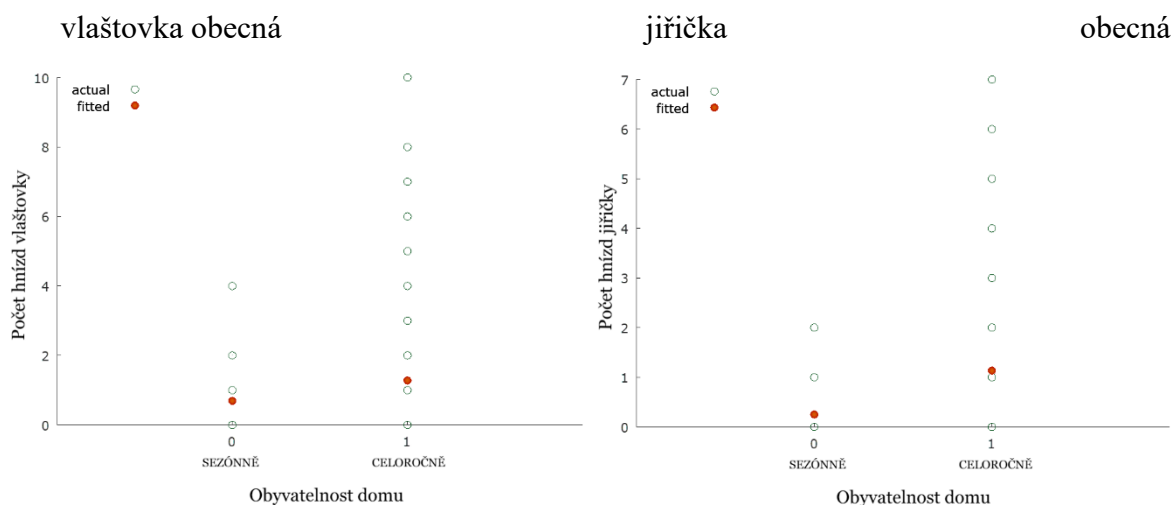 vlaštovka obecná
jiřička obecná
actual
fitted
Počet hnízd vlaštovky
10
8
6
4
2
0
0
1
SEZÓNNĚ
CELOROČNĚ
Obyvatelnost domu
actual
fitted
Počet hnízd jiřičky
7
6
5
4
3
2
1
0
0
1
SEZÓNNĚ
CELOROČNĚ
Obyvatelnost domu